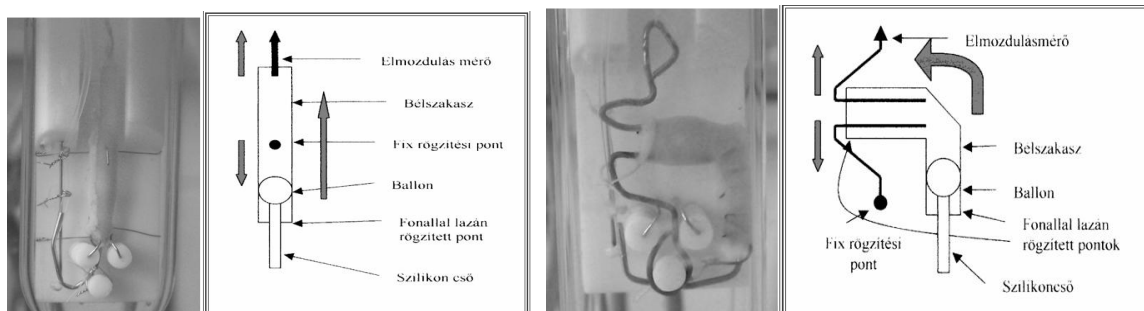 Elmozdulás mérő
Bélszakasz
Fix rögzítési pont
Ballon
Fonallal lazán
rögzített pont
Szilikon cső
Elmozdulásmérő
Bélszakasz
Ballon
Fonallal lazán
rögzített pontok
Fix rögzítési
pont
Szilikoncső